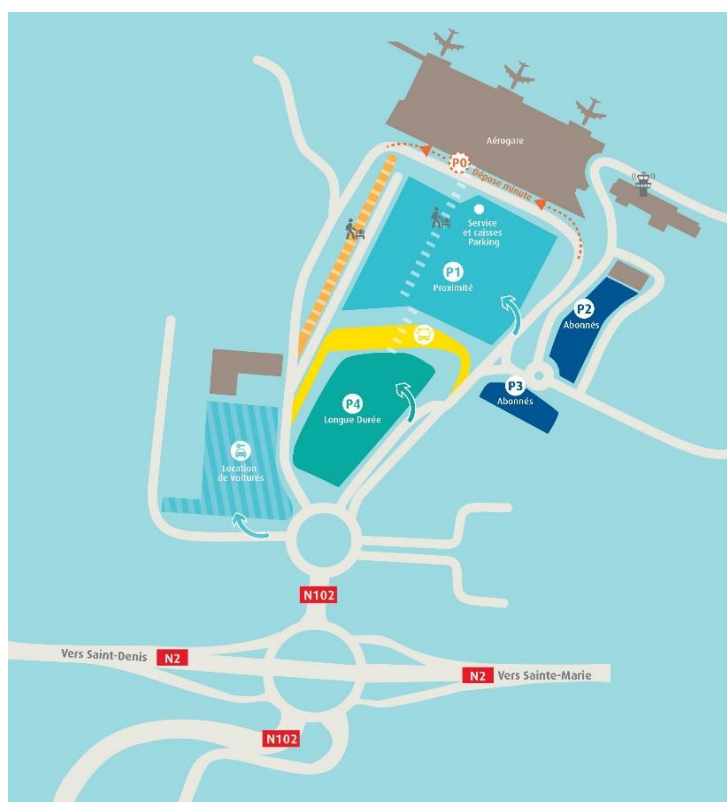 Aérogare
P0
Dépose minute
Service
et caisses
Parking
P1
Proximité
P2
Abonnés
P3
Abonnés
P4
Longue Durée
Location
de Voitures
N102
Vers Saint-Denis
N2
N2
Vers Sainte-Marie
N102